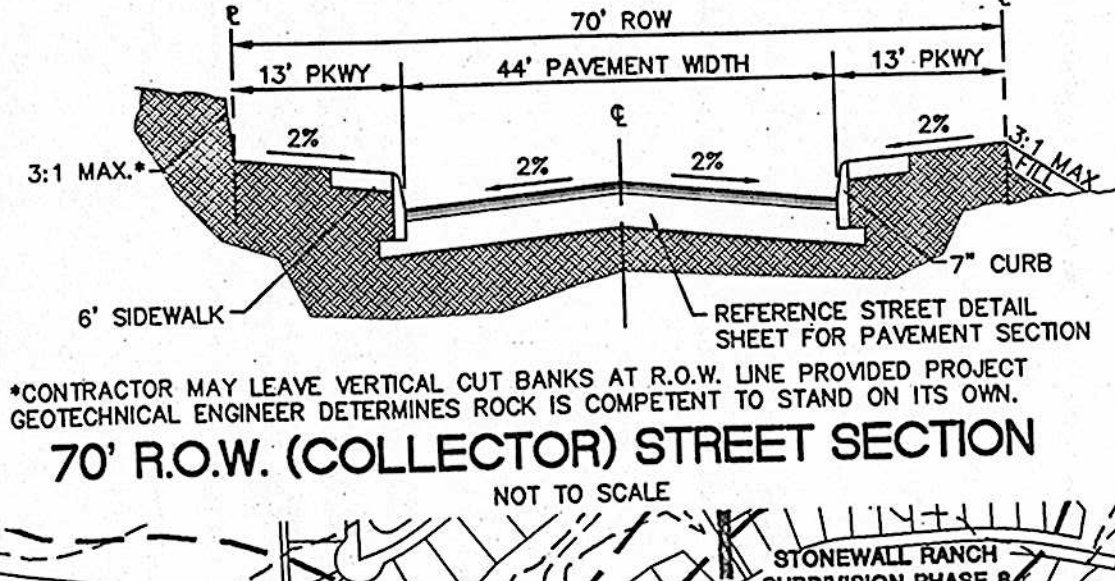 70' ROW
13' PKWY
44' PAVEMENT WIDTH
13' PKWY
℄
2%
2%
2%
2%
3:1 MAX.*
3:1 MAX
FILL
6' SIDEWALK
7" CURB
REFERENCE STREET DETAIL
SHEET FOR PAVEMENT SECTION
*CONTRACTOR MAY LEAVE VERTICAL CUT BANKS AT R.O.W. LINE PROVIDED PROJECT
GEOTECHNICAL ENGINEER DETERMINES ROCK IS COMPETENT TO STAND ON ITS OWN.
70' R.O.W. (COLLECTOR) STREET SECTION
NOT TO SCALE
STONEWALL RANCH
SUBDIVISION PHASE 8